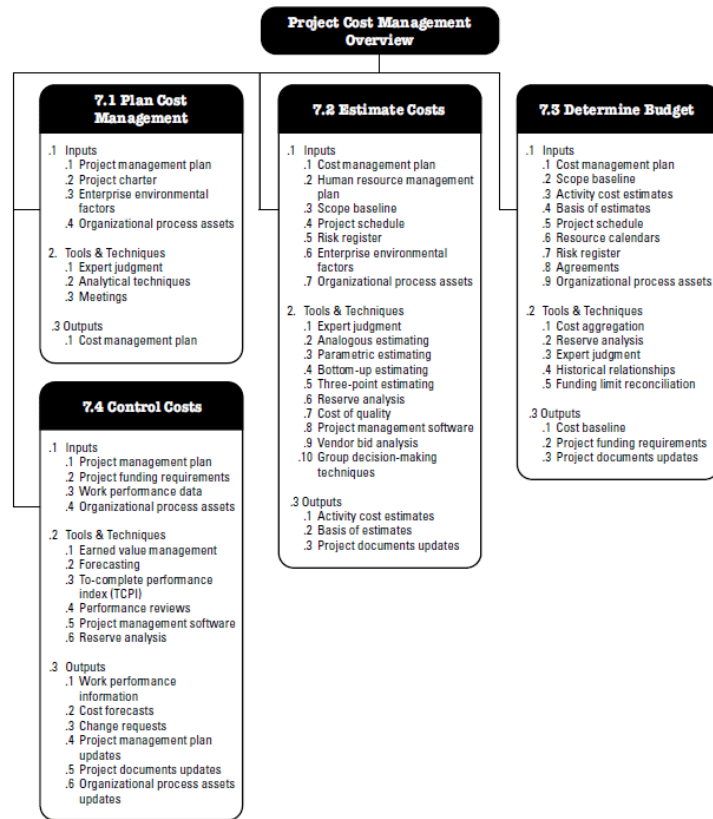 Project Cost Management
Overview
7.1 Plan Cost
Management
.1 Inputs
.1 Project management plan
.2 Project charter
.3 Enterprise environmental
factors
.4 Organizational process assets
2. Tools & Techniques
.1 Expert judgment
.2 Analytical techniques
.3 Meetings
.3 Outputs
.1 Cost management plan
7.2 Estimate Costs
.1 Inputs
.1 Cost management plan
.2 Human resource management
plan
.3 Scope baseline
.4 Project schedule
.5 Risk register
.6 Enterprise environmental
factors
.7 Organizational process assets
2. Tools & Techniques
.1 Expert judgment
.2 Analogous estimating
.3 Parametric estimating
.4 Bottom-up estimating
.5 Three-point estimating
.6 Reserve analysis
.7 Cost of quality
.8 Project management software
.9 Vendor bid analysis
.10 Group decision-making
techniques
.3 Outputs
.1 Activity cost estimates
.2 Basis of estimates
.3 Project documents updates
7.3 Determine Budget
.1 Inputs
.1 Cost management plan
.2 Scope baseline
.3 Activity cost estimates
.4 Basis of estimates
.5 Project schedule
.6 Resource calendars
.7 Risk register
.8 Agreements
.9 Organizational process assets
.2 Tools & Techniques
.1 Cost aggregation
.2 Reserve analysis
.3 Expert judgment
.4 Historical relationships
.5 Funding limit reconciliation
.3 Outputs
.1 Cost baseline
.2 Project funding requirements
.3 Project documents updates
7.4 Control Costs
.1 Inputs
.1 Project management plan
.2 Project funding requirements
.3 Work performance data
.4 Organizational process assets
.2 Tools & Techniques
.1 Earned value management
.2 Forecasting
.3 To-complete performance
index (TCPI)
.4 Performance reviews
.5 Project management software
.6 Reserve analysis
.3 Outputs
.1 Work performance
information
.2 Cost forecasts
.3 Change requests
.4 Project management plan
updates
.5 Project documents updates
.6 Organizational process assets
updates